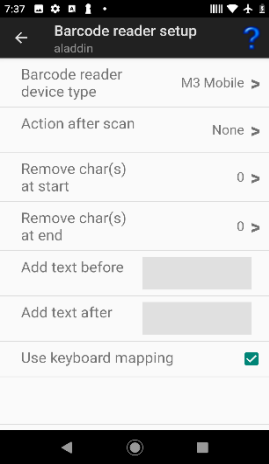 7:37
Barcode reader setup
aladdin
?
Barcode reader
device type
M3 Mobile >
Action after scan
None >
Remove char(s)
at start
0 >
Remove char(s)
at end
0 >
Add text before
Add text after
Use keyboard mapping